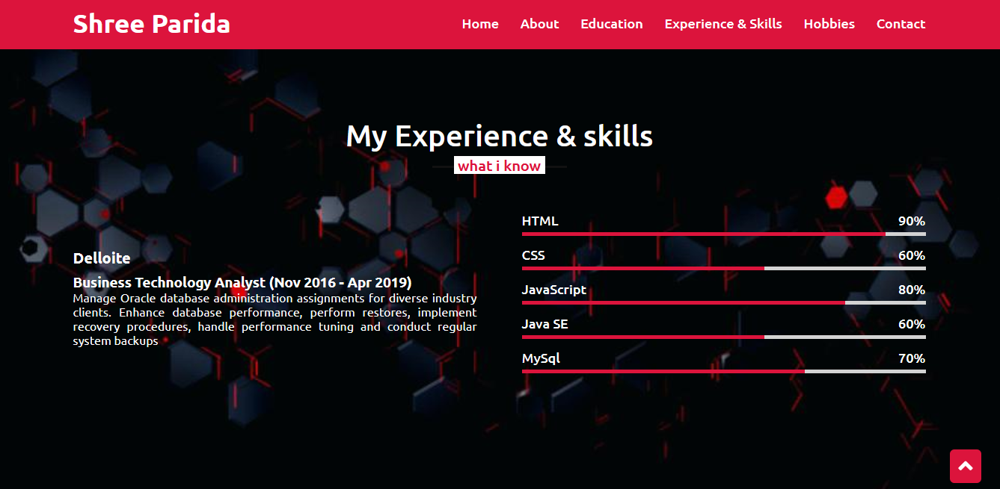 Shree Parida
Home About Education Experience & Skills Hobbies Contact
My Experience & skills
what i know
Delloite
Business Technology Analyst (Nov 2016 - Apr 2019)
Manage Oracle database administration assignments for diverse industry
clients. Enhance database performance, perform restores, implement
recovery procedures, handle performance tuning and conduct regular
system backups
HTML 90%
CSS 60%
JavaScript 80%
Java SE 60%
MySql 70%